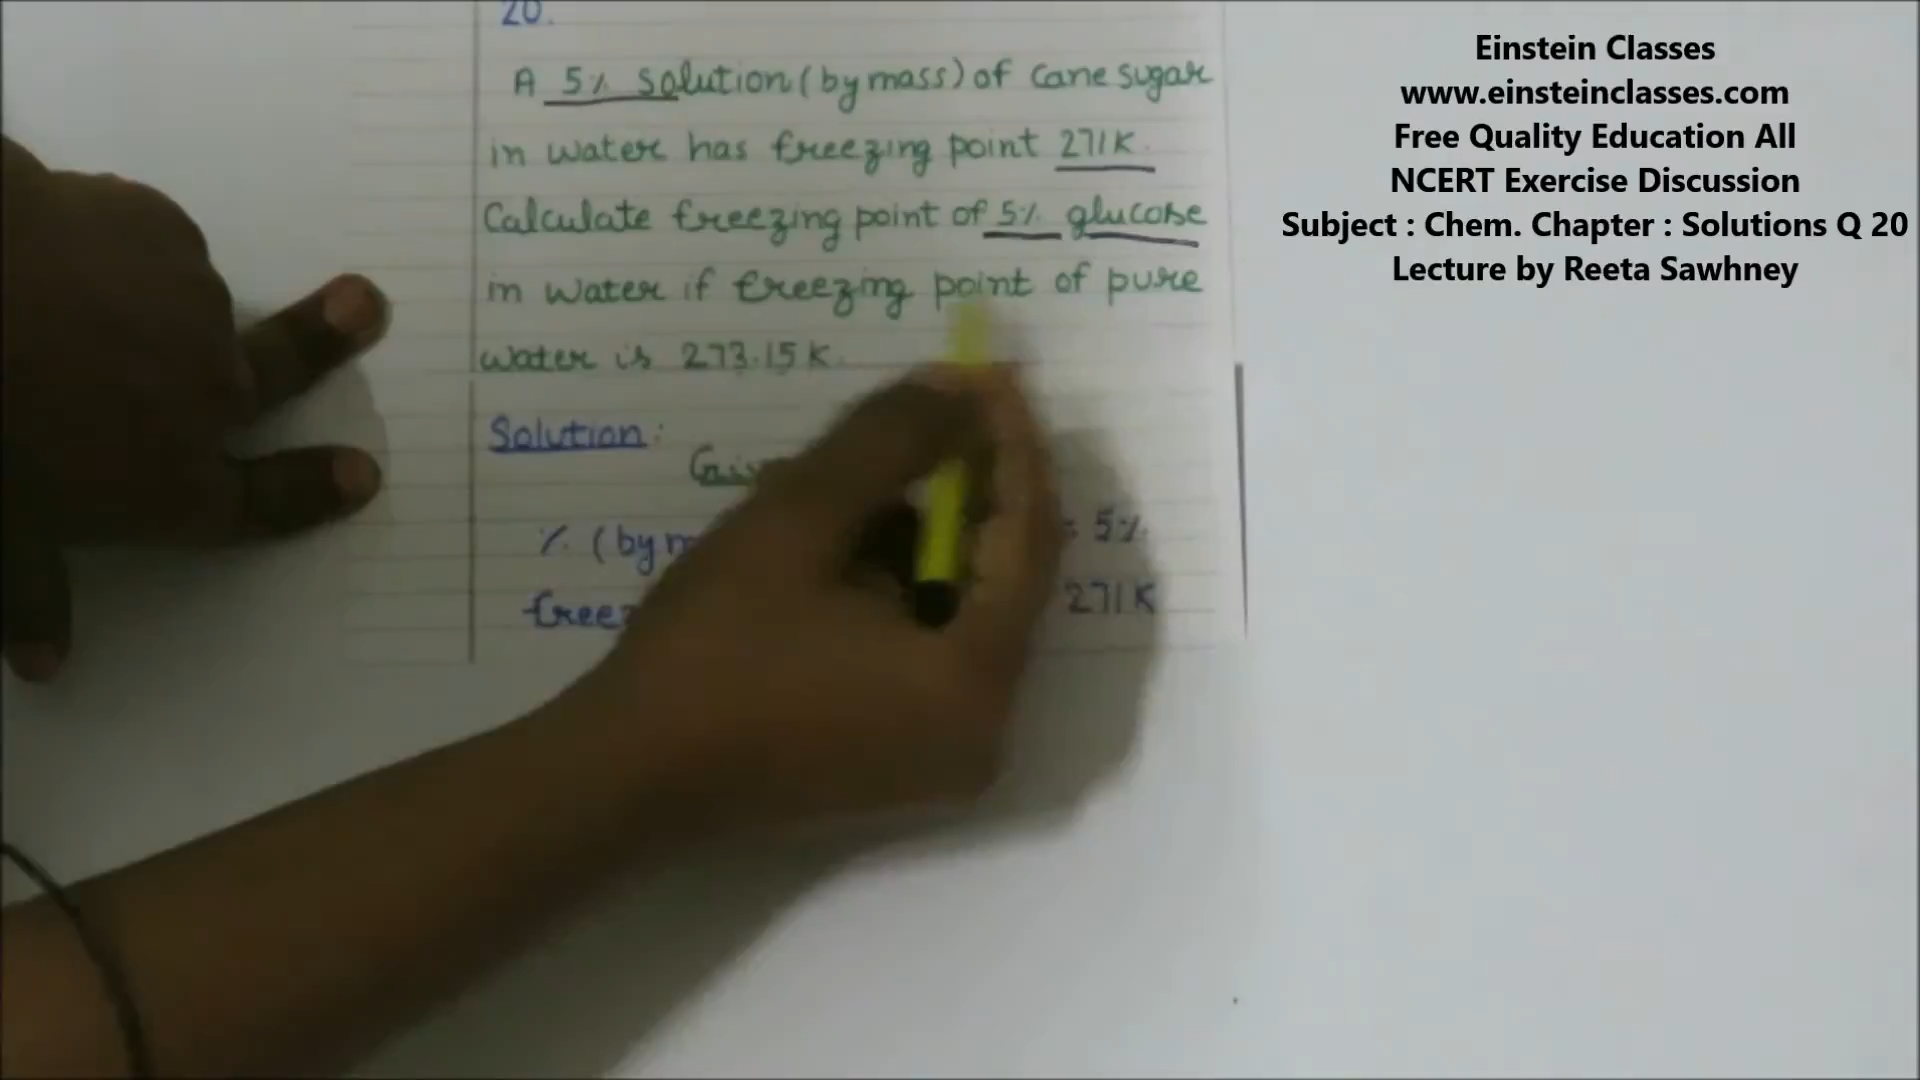 20.
A 5% solution (by mass) of cane sugar
in water has freezing point 271K.
Calculate freezing point of 5% glucose
in water if freezing point of pure
water is 273.15K.
Solution:
% (by = 5%
271K
Einstein Classes
www.einsteinclasses.com
Free Quality Education All
NCERT Exercise Discussion
Subject : Chem. Chapter : Solutions Q 20
Lecture by Reeta Sawhney